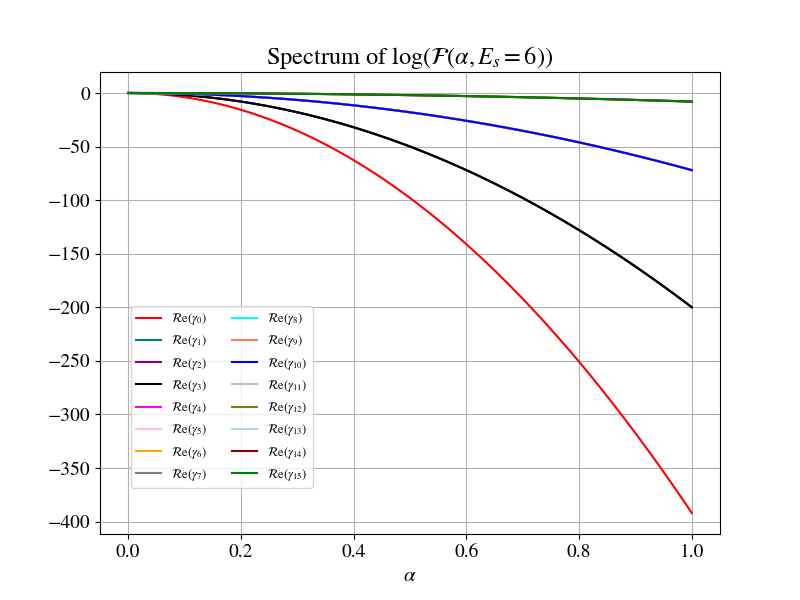 Spectrum of log(𝓕(α, E_s = 6))
0
−50
−100
−150
−200
−250
−300
−350
−400
0.0 0.2 0.4 0.6 0.8 1.0
α
𝓡e(γ₀) 𝓡e(γ₈)
𝓡e(γ₁) 𝓡e(γ₉)
𝓡e(γ₂) 𝓡e(γ₁₀)
𝓡e(γ₃) 𝓡e(γ₁₁)
𝓡e(γ₄) 𝓡e(γ₁₂)
𝓡e(γ₅) 𝓡e(γ₁₃)
𝓡e(γ₆) 𝓡e(γ₁₄)
𝓡e(γ₇) 𝓡e(γ₁₅)